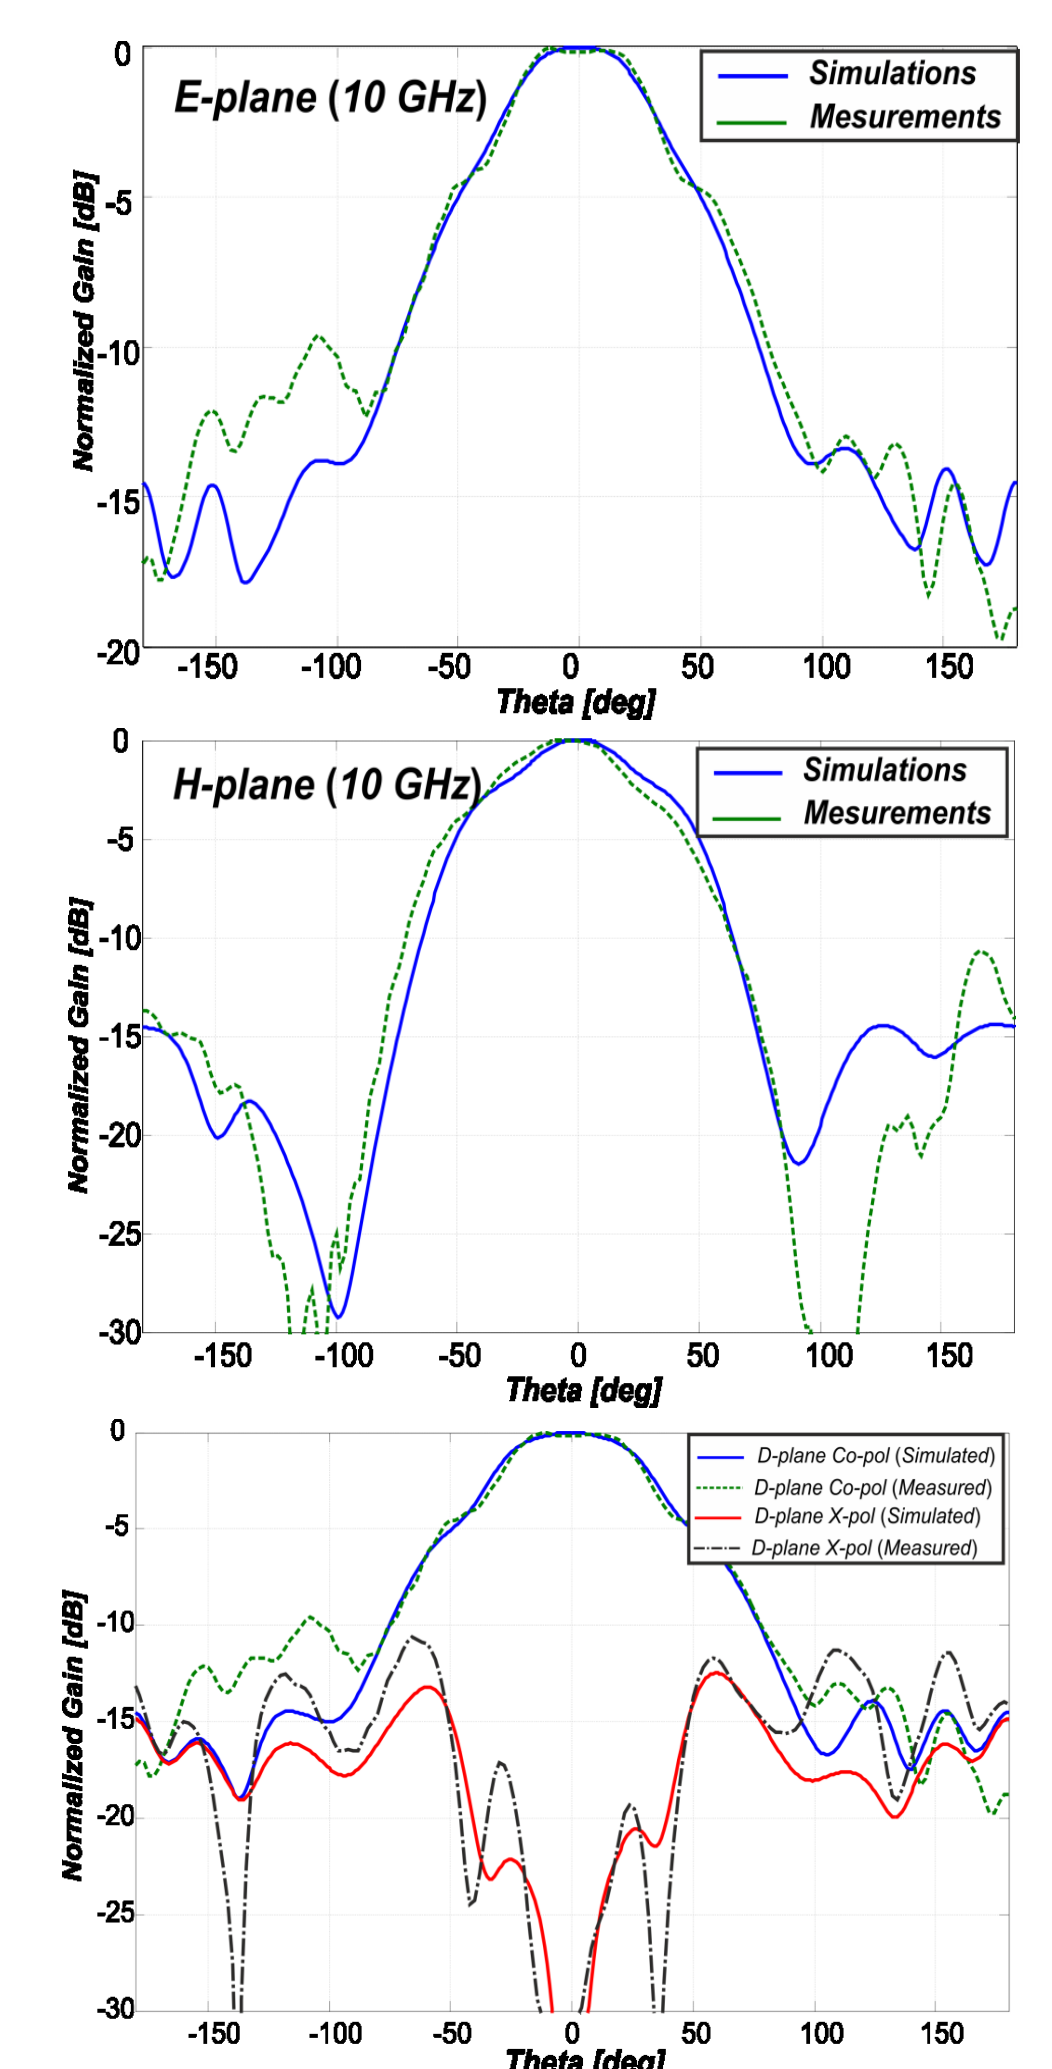 E-plane (10 GHz)
Simulations
Mesurements
Normalized Gain [dB]
0
-5
-10
-15
-20
-150 -100 -50 0 50 100 150
Theta [deg]
H-plane (10 GHz)
Simulations
Mesurements
Normalized Gain [dB]
0
-5
-10
-15
-20
-25
-30
-150 -100 -50 0 50 100 150
Theta [deg]
D-plane Co-pol (Simulated)
D-plane Co-pol (Measured)
D-plane X-pol (Simulated)
D-plane X-pol (Measured)
Normalized Gain [dB]
0
-5
-10
-15
-20
-25
-30
-150 -100 -50 0 50 100 150
Theta [deg]